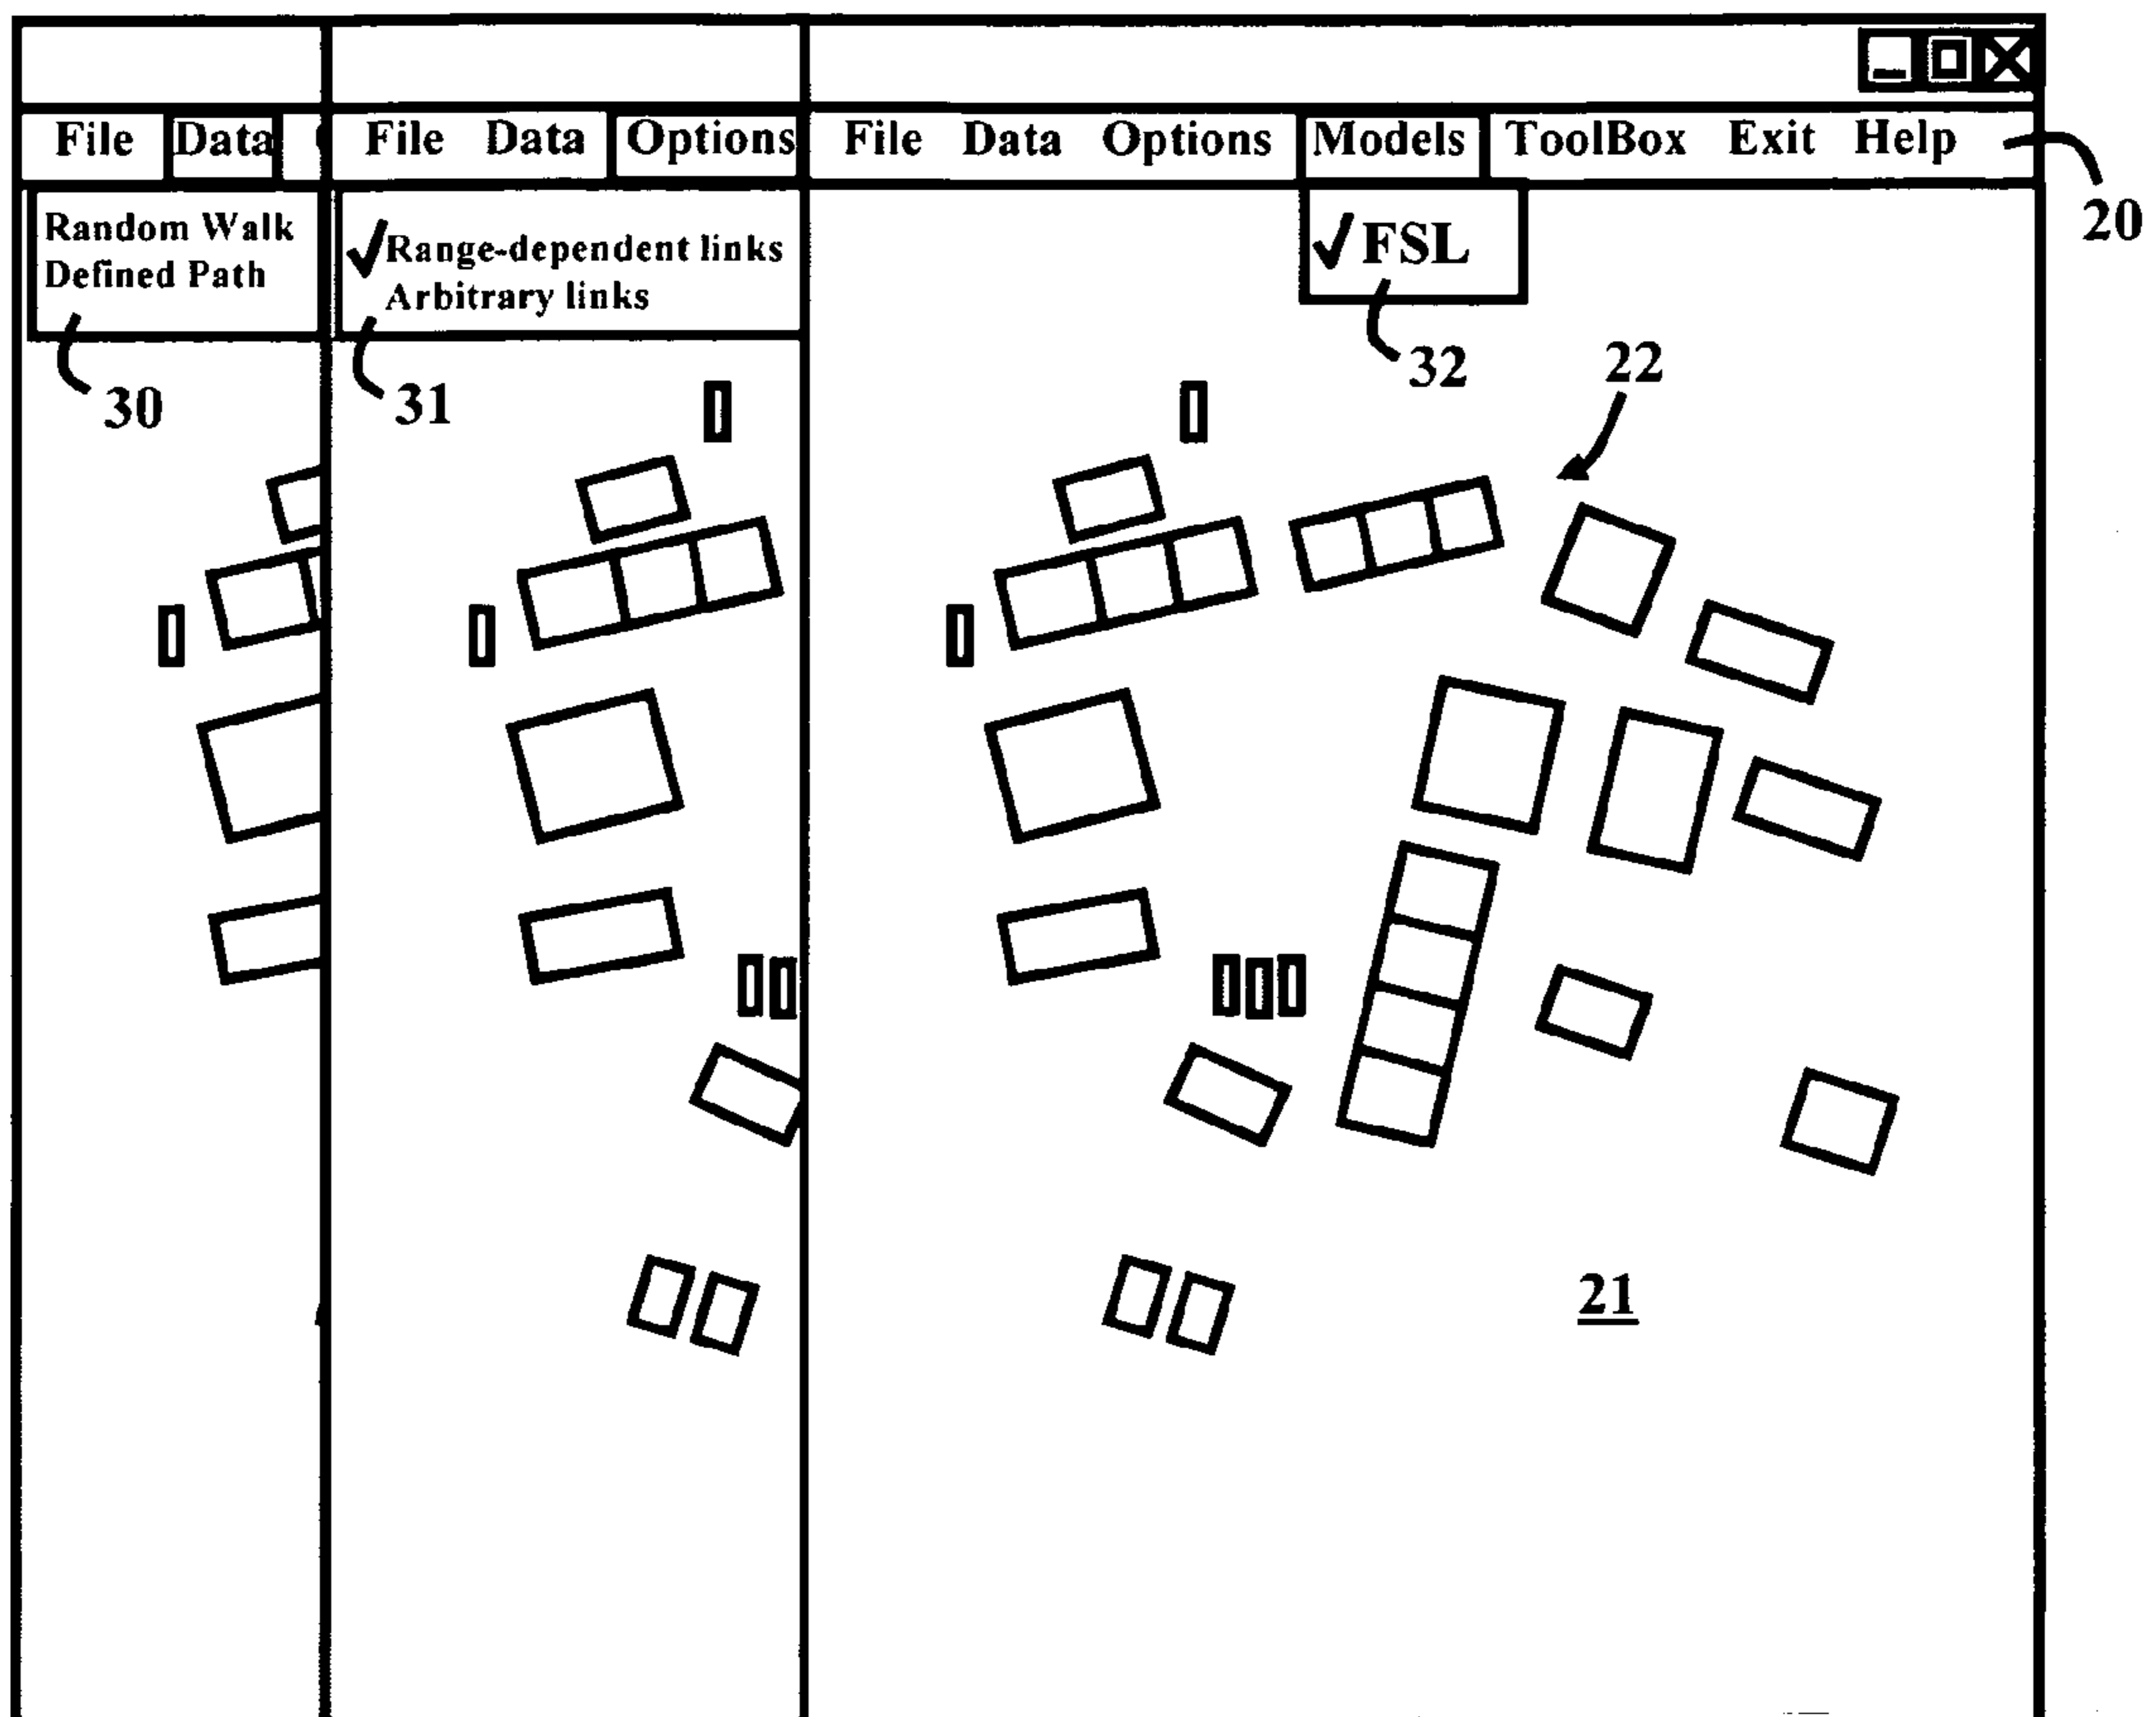 File Data
File Data Options
File Data Options Models ToolBox Exit Help
20
Random Walk
Defined Path
✓Range-dependent links
Arbitrary links
✓FSL
30
31
32
22
21